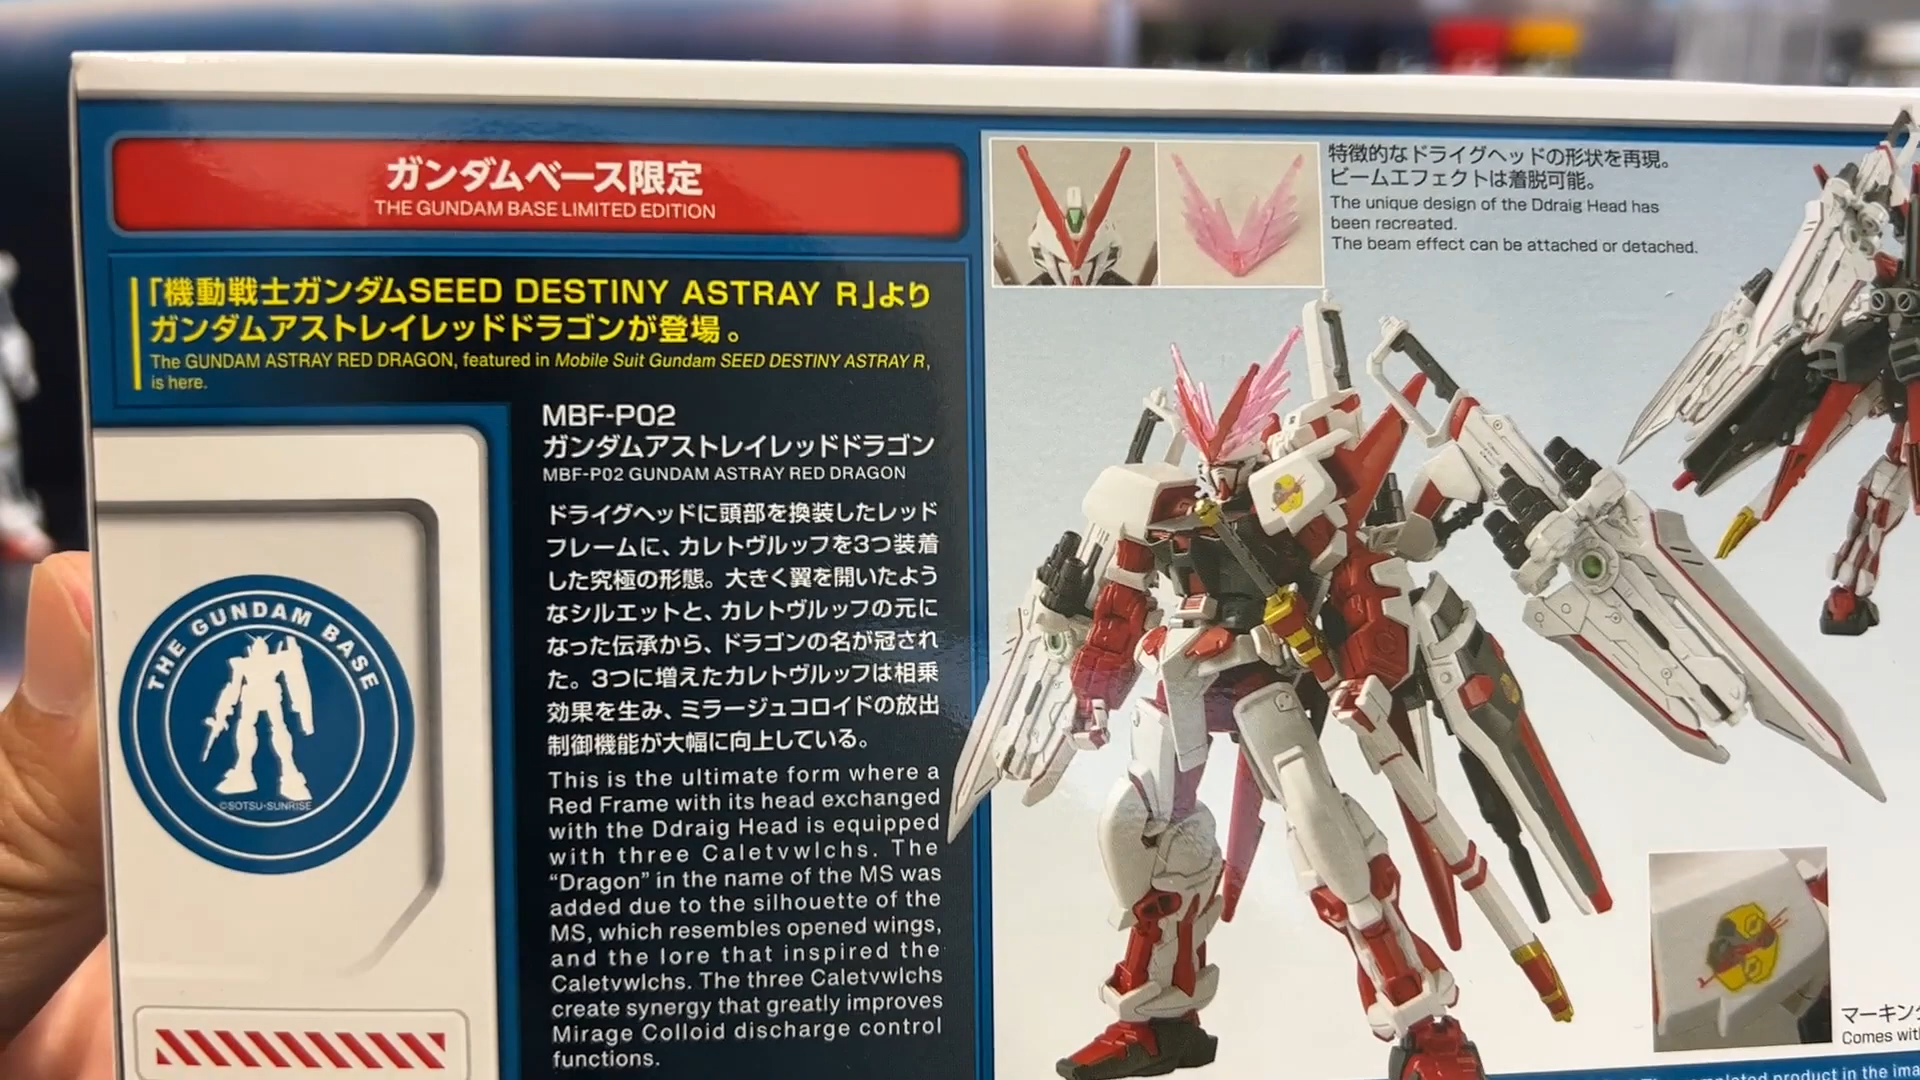 ガンダムベース限定
THE GUNDAM BASE LIMITED EDITION
「機動戦士ガンダムSEED DESTINY ASTRAY R」より
ガンダムアストレイレッドドラゴンが登場。
The GUNDAM ASTRAY RED DRAGON, featured in Mobile Suit Gundam SEED DESTINY ASTRAY R,
is here.
MBF-P02
ガンダムアストレイレッドドラゴン
MBF-P02 GUNDAM ASTRAY RED DRAGON
ドライグヘッドに頭部を換装したレッド
フレームに、カレトヴルッフを3つ装着
した究極の形態。大きく翼を開いたよう
なシルエットと、カレトヴルッフの元に
なった伝承から、ドラゴンの名が冠され
た。3つに増えたカレトヴルッフは相乗
効果を生み、ミラージュコロイドの放出
制御機能が大幅に向上している。
This is the ultimate form where a
Red Frame with its head exchanged
with the Ddraig Head is equipped
with three Caletvwlchs. The
“Dragon” in the name of the MS was
added due to the silhouette of the
MS, which resembles opened wings,
and the lore that inspired the
Caletvwlchs. The three Caletvwlchs
create synergy that greatly improves
Mirage Colloid discharge control
functions.
THE GUNDAM BASE
©SOTSU・SUNRISE
特徴的なドライグヘッドの形状を再現。
ビームエフェクトは着脱可能。
The unique design of the Ddraig Head has
been recreated.
The beam effect can be attached or detached.
マーキング
Comes with
completed product in the ima